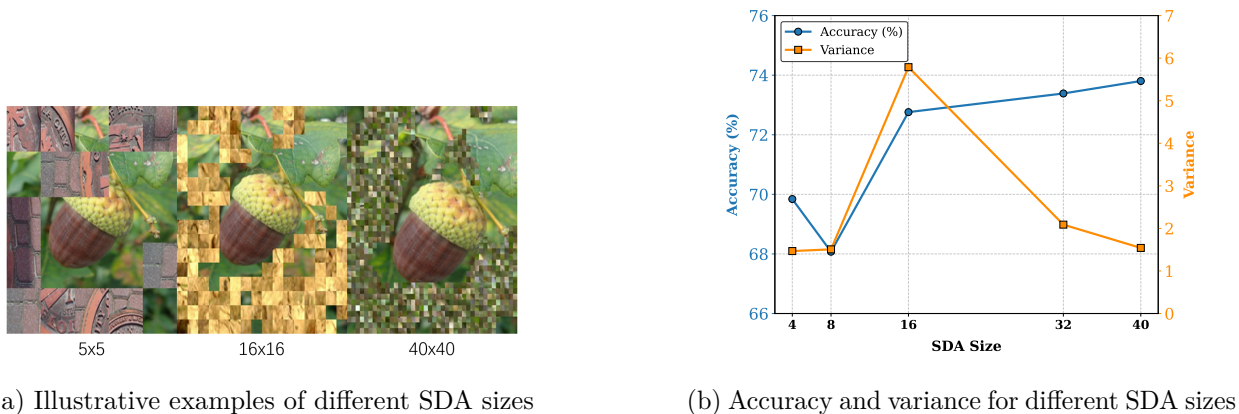 5x5
16x16
40x40
a) Illustrative examples of different SDA sizes
76
74
72
70
68
66
Accuracy (%)
Accuracy (%)
Variance
7
6
5
4
3
2
1
0
Variance
4
8
16
32
40
SDA Size
(b) Accuracy and variance for different SDA sizes